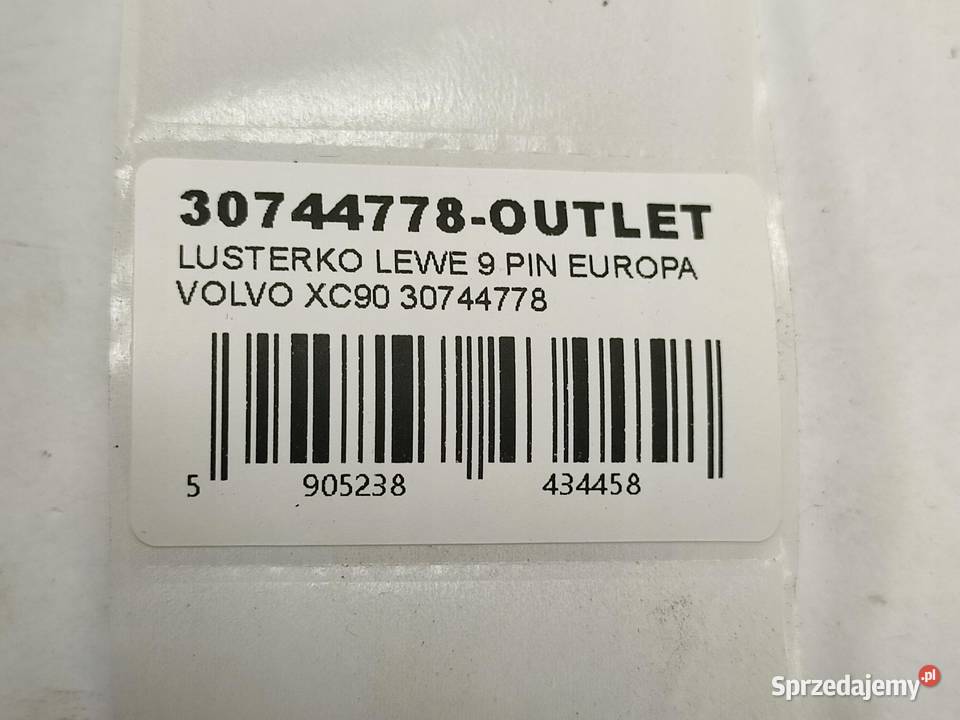 30744778-OUTLET
LUSTERKO LEWE 9 PIN EUROPA
VOLVO XC90 30744778
5 905238 434458
Sprzedajemy.pl